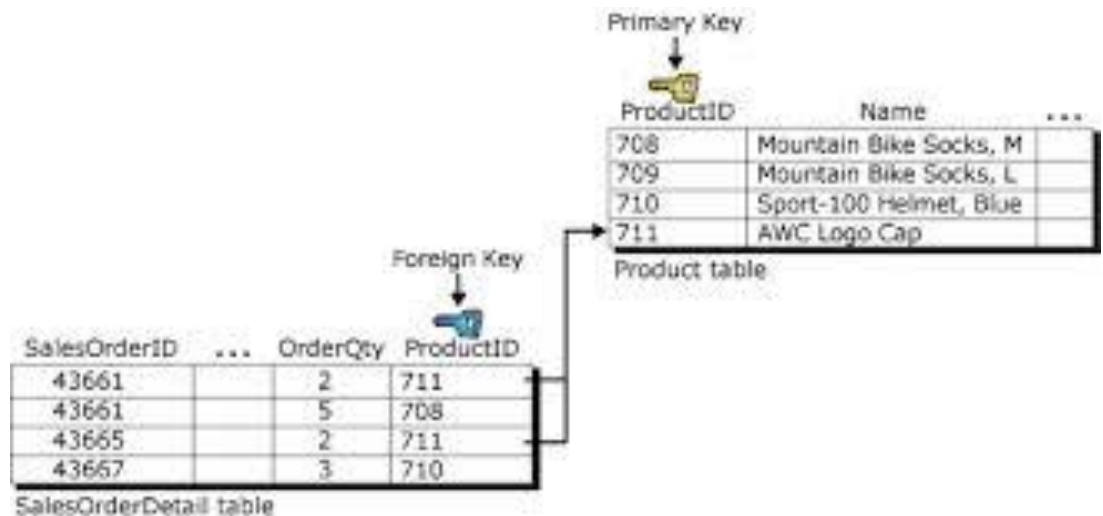 Primary Key
ProductID Name ...
708 Mountain Bike Socks, M
709 Mountain Bike Socks, L
710 Sport-100 Helmet, Blue
711 AWC Logo Cap
Product table
Foreign Key
SalesOrderID ... OrderQty ProductID
43661 2 711
43661 5 708
43665 2 711
43667 3 710
SalesOrderDetail table